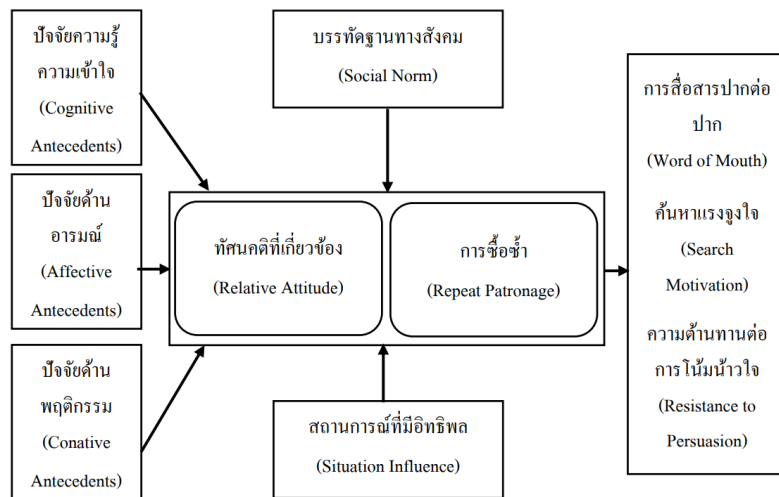 ปัจจัยความรู้
ความเข้าใจ
(Cognitive
Antecedents)
บรรทัดฐานทางสังคม
(Social Norm)
ปัจจัยด้าน
อารมณ์
(Affective
Antecedents)
ทัศนคติที่เกี่ยวข้อง
(Relative Attitude)
การซื้อซ้ำ
(Repeat Patronage)
ปัจจัยด้าน
พฤติกรรม
(Conative
Antecedents)
สถานการณ์ที่มีอิทธิพล
(Situation Influence)
การสื่อสารปากต่อ
ปาก
(Word of Mouth)
ค้นหาแรงจูงใจ
(Search
Motivation)
ความต้านทานต่อ
การโน้มน้าวใจ
(Resistance to
Persuasion)